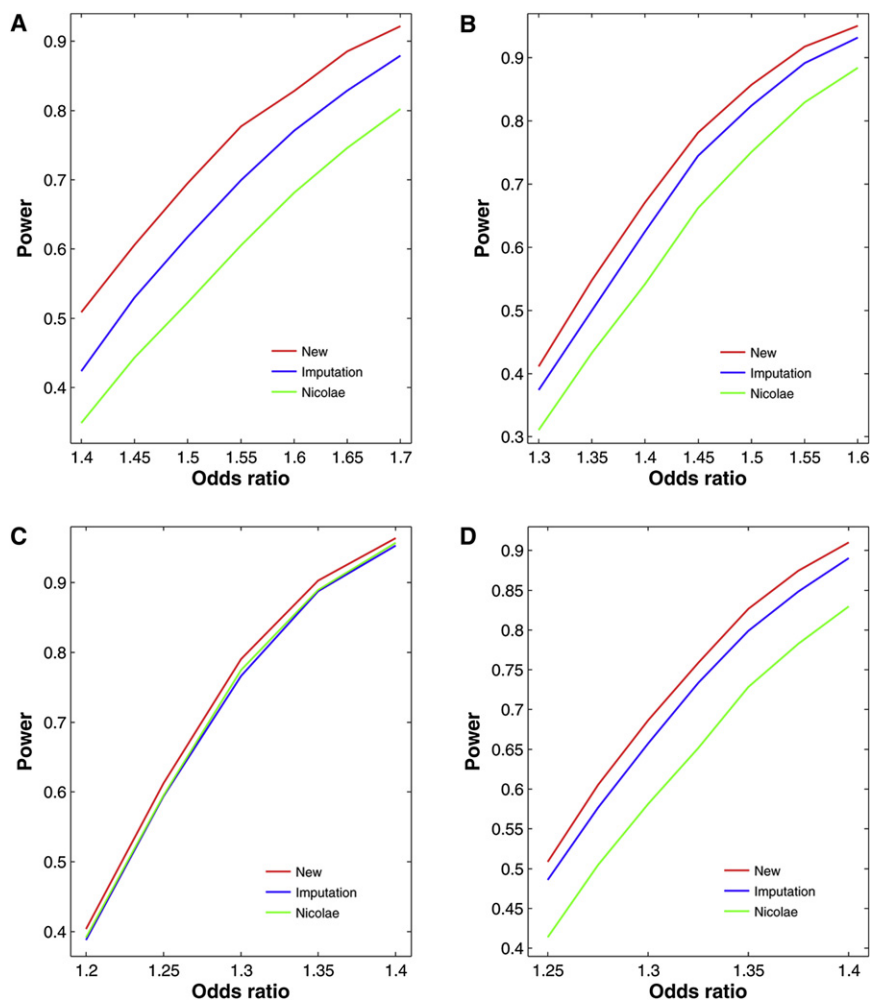 A
0.9
0.8
0.7
0.6
0.5
0.4
Power
New
Imputation
Nicolae
1.4 1.45 1.5 1.55 1.6 1.65 1.7
Odds ratio
B
0.9
0.8
0.7
0.6
0.5
0.4
0.3
Power
New
Imputation
Nicolae
1.3 1.35 1.4 1.45 1.5 1.55 1.6
Odds ratio
C
0.9
0.8
0.7
0.6
0.5
0.4
Power
New
Imputation
Nicolae
1.2 1.25 1.3 1.35 1.4
Odds ratio
D
0.9
0.85
0.8
0.75
0.7
0.65
0.6
0.55
0.5
0.45
0.4
Power
New
Imputation
Nicolae
1.25 1.3 1.35 1.4
Odds ratio